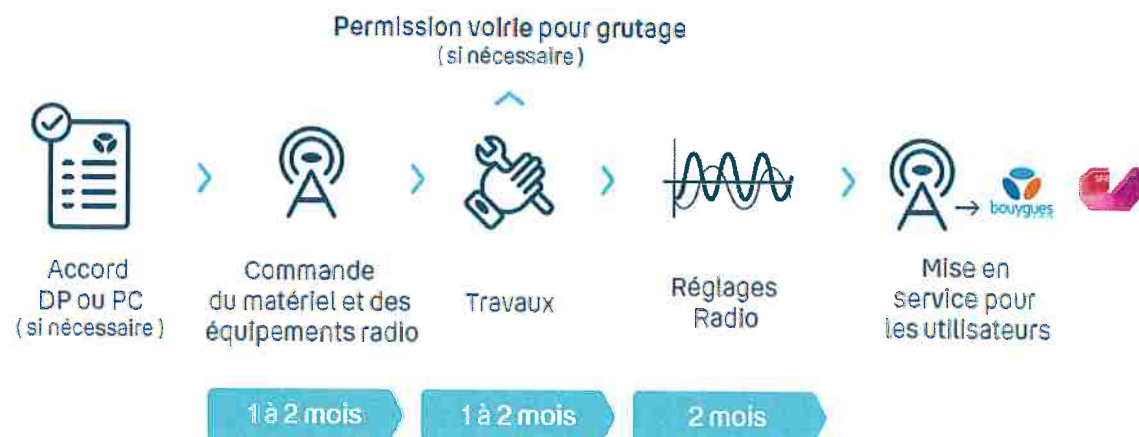 Permission voirie pour grutage
(si nécessaire)
bouygues
SFR
Accord
DP ou PC
(si nécessaire)
Commande
du matériel et des
équipements radio
Travaux
Réglages
Radio
Mise en
service pour
les utilisateurs
1 à 2 mois
1 à 2 mois
2 mois